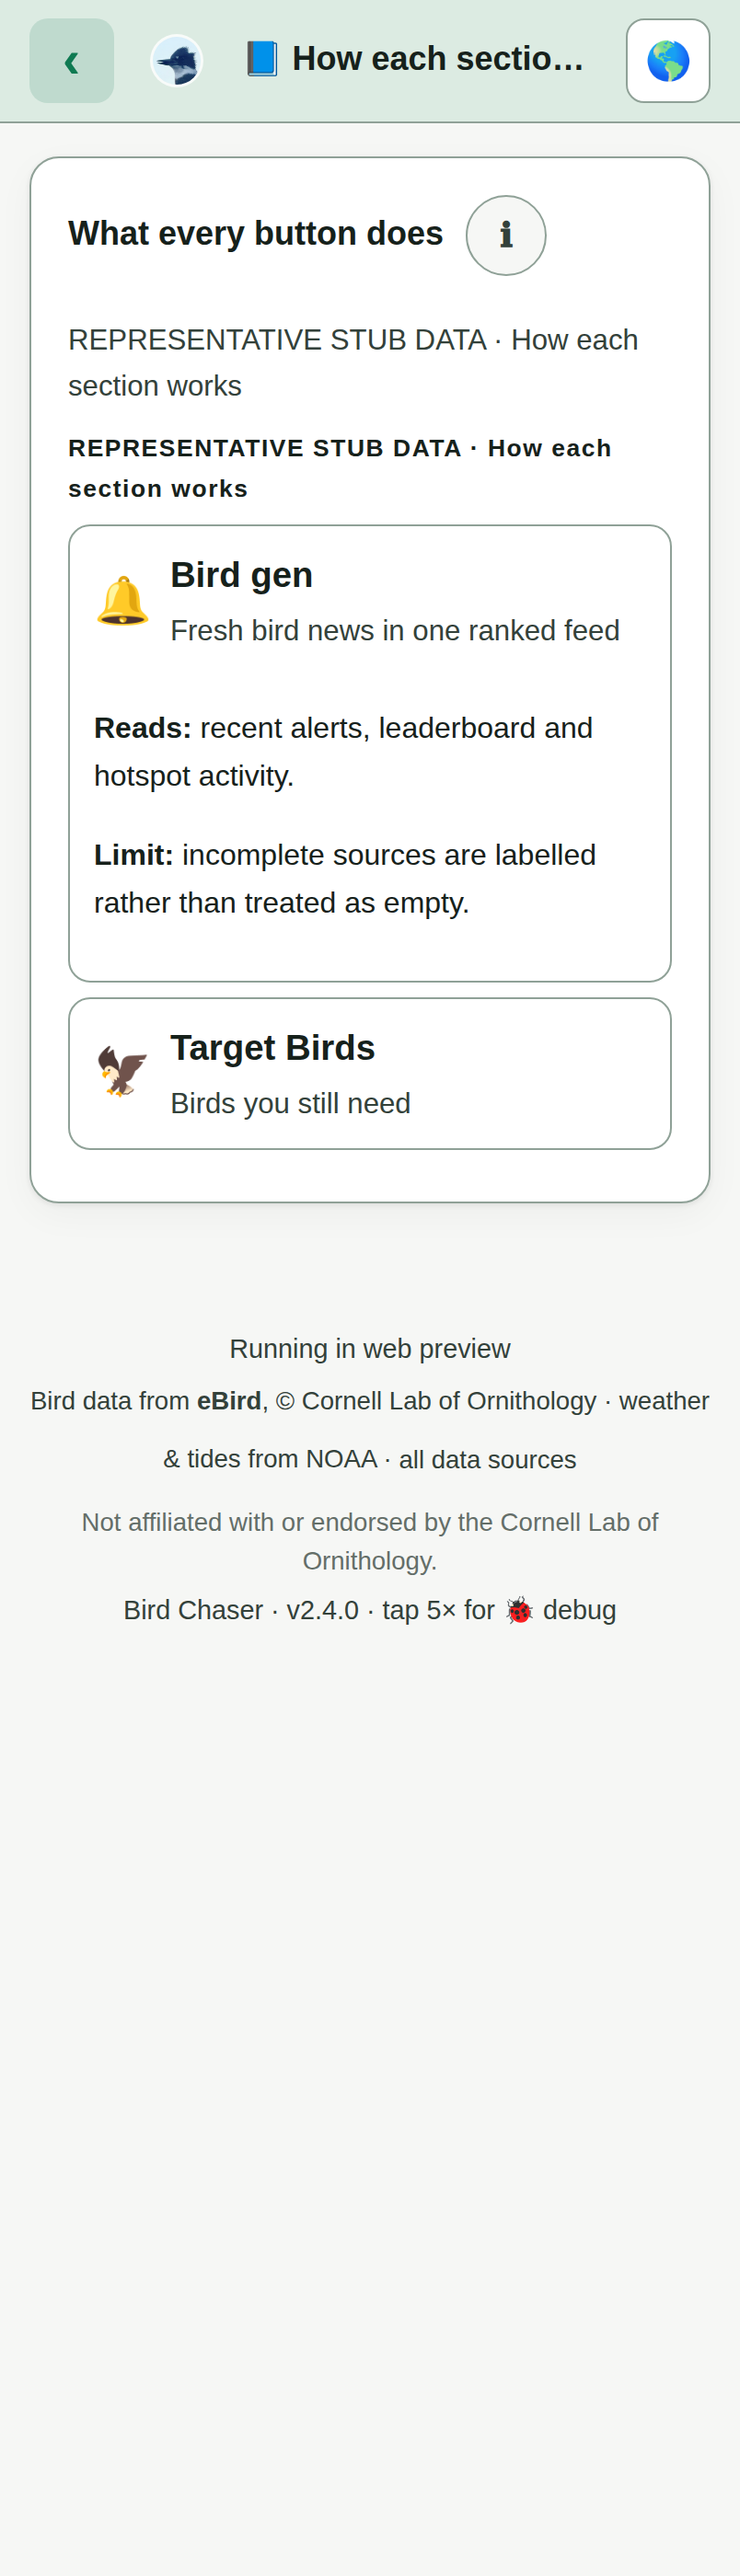 ‹ 📘 How each sectio… 🌎
What every button does ℹ
REPRESENTATIVE STUB DATA · How each
section works
REPRESENTATIVE STUB DATA · How each
section works
🔔 Bird gen
Fresh bird news in one ranked feed
Reads: recent alerts, leaderboard and
hotspot activity.
Limit: incomplete sources are labelled
rather than treated as empty.
🦅 Target Birds
Birds you still need
Running in web preview
Bird data from eBird, © Cornell Lab of Ornithology · weather
& tides from NOAA · all data sources
Not affiliated with or endorsed by the Cornell Lab of
Ornithology.
Bird Chaser · v2.4.0 · tap 5× for 🐞 debug